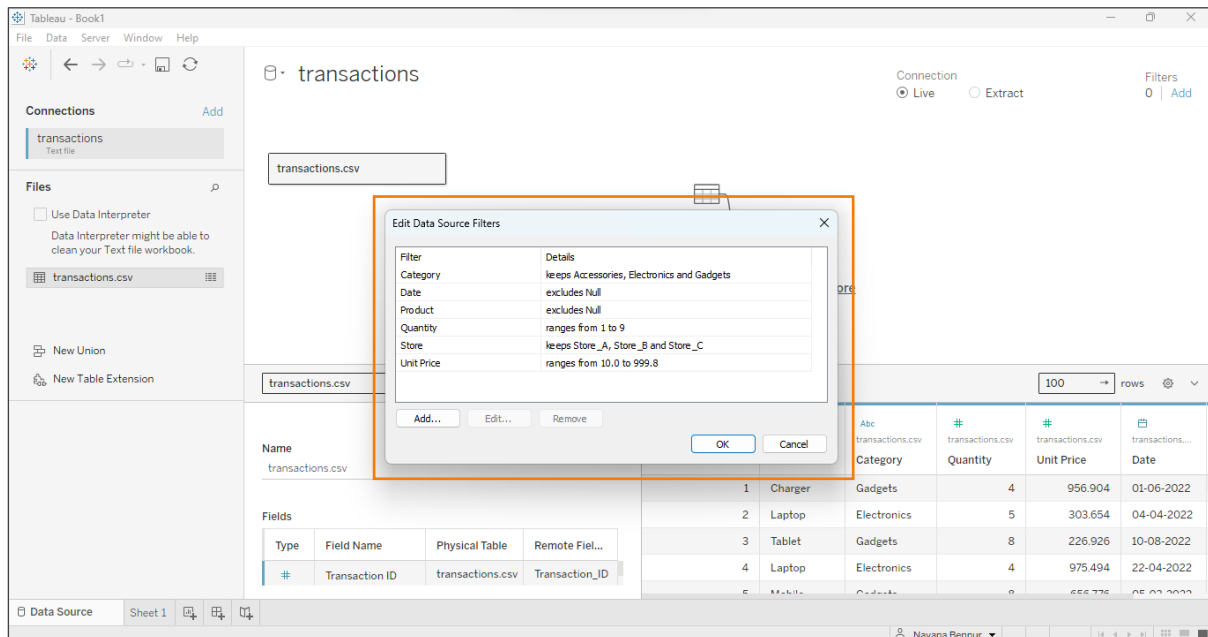 Tableau - Book1
File Data Server Window Help
transactions
Connection
Live Extract
Filters
0 Add
Connections Add
transactions
Text file
transactions.csv
Files
Use Data Interpreter
Data Interpreter might be able to
clean your Text file workbook.
transactions.csv
New Union
New Table Extension
Edit Data Source Filters
Filter Details
Category keeps Accessories, Electronics and Gadgets
Date excludes Null
Product excludes Null
Quantity ranges from 1 to 9
Store keeps Store_A, Store_B and Store_C
Unit Price ranges from 10.0 to 999.8
Add... Edit... Remove
OK Cancel
transactions.csv
100 rows
Name
transactions.csv
Fields
Type Field Name Physical Table Remote Fiel...
# Transaction ID transactions.csv Transaction_ID
Abc # #
transactions.csv transactions.csv transactions.csv transactions....
Category Quantity Unit Price Date
1 Charger Gadgets 4 956.904 01-06-2022
2 Laptop Electronics 5 303.654 04-04-2022
3 Tablet Gadgets 8 226.926 10-08-2022
4 Laptop Electronics 4 975.494 22-04-2022
5 Mobile Gadgets 8 656.776
Data Source Sheet 1
Nayana Bennur